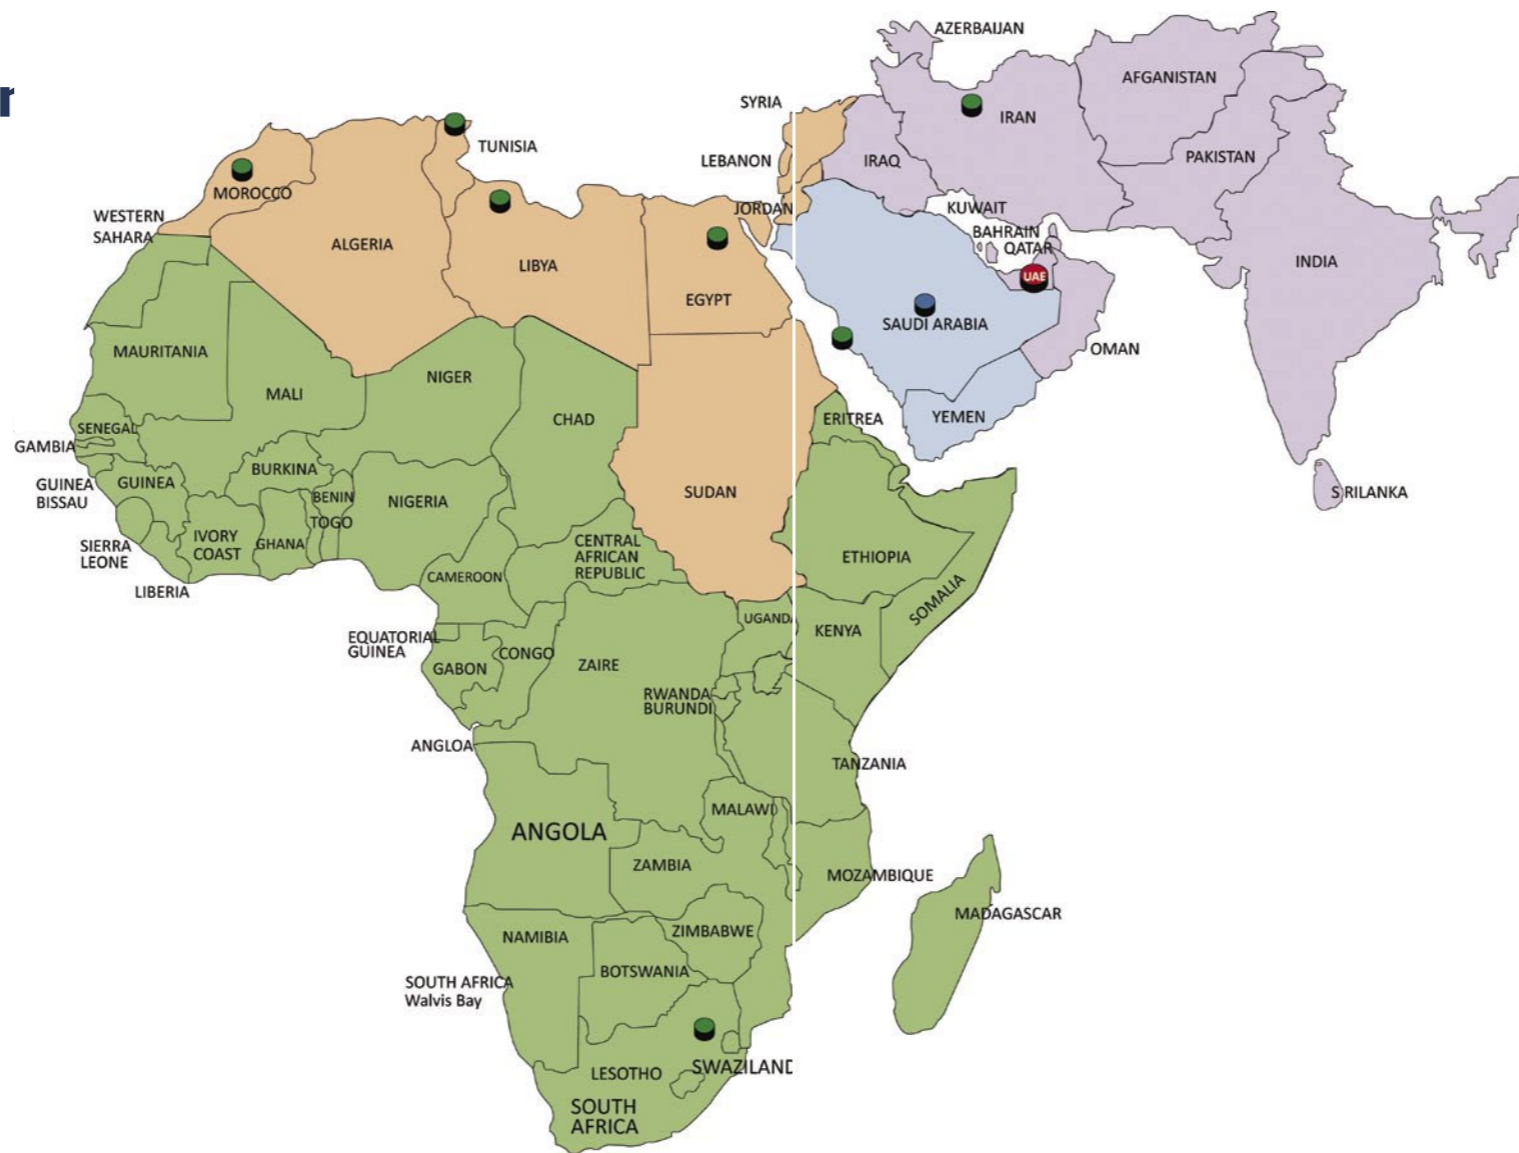 r
AZERBAIJAN
AFGANISTAN
SYRIA
IRAN
TUNISIA
PAKISTAN
LEBANON
IRAQ
MOROCCO
WESTERN
SAHARA
JORDAN
KUWAIT
BAHRAIN
QATAR
ALGERIA
LIBYA
INDIA
UAE
EGYPT
SAUDI ARABIA
OMAN
MAURITANIA
NIGER
MALI
CHAD
ERITREA
YEMEN
SENEGAL
GAMBIA
BURKINA
GUINEA
BISSAU
GUINEA
BENIN
NIGERIA
SUDAN
SRILANKA
TOGO
IVORY
COAST
GHANA
SIERRA
LEONE
CENTRAL
AFRICAN
REPUBLIC
ETHIOPIA
CAMEROON
LIBERIA
SOMALIA
UGANDA
KENYA
EQUATORIAL
GUINEA
CONGO
GABON
ZAIRE
RWANDA
BURUNDI
ANGLOA
TANZANIA
MALAWI
ANGOLA
ZAMBIA
MOZAMBIQUE
MADAGASCAR
NAMIBIA
ZIMBABWE
BOTSWANIA
SOUTH AFRICA
Walvis Bay
LESOTHO
SWAZILAND
SOUTH
AFRICA